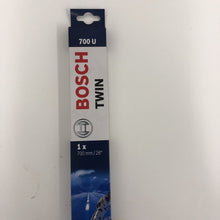 700 U
BOSCH
TWIN
1 x
700 mm / 28"